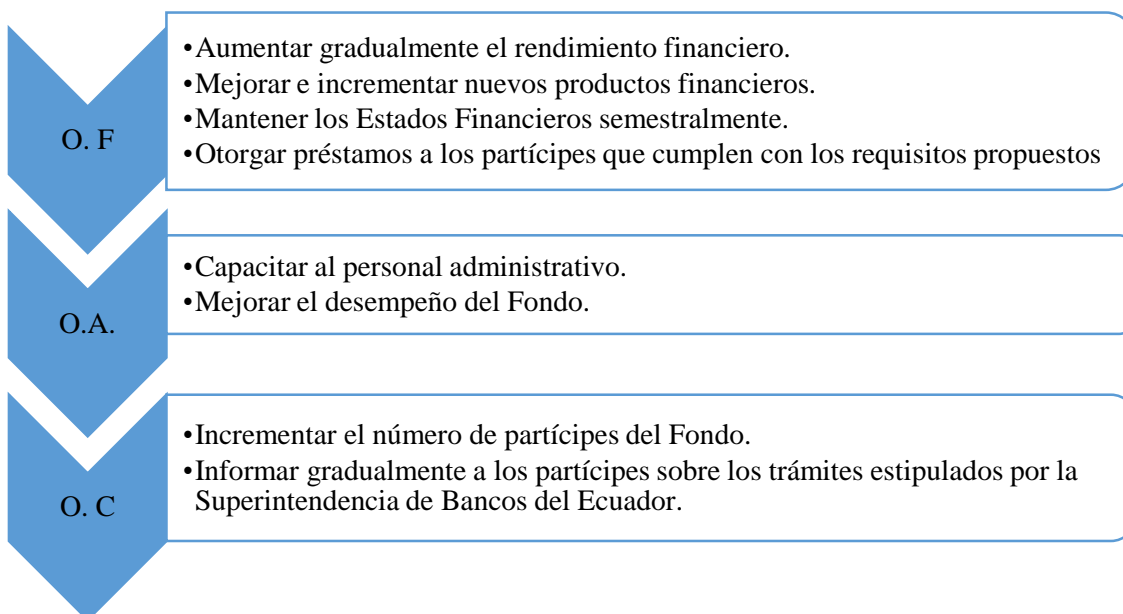 O. F
•Aumentar gradualmente el rendimiento financiero.
•Mejorar e incrementar nuevos productos financieros.
•Mantener los Estados Financieros semestralmente.
•Otorgar préstamos a los partícipes que cumplen con los requisitos propuestos
O.A.
•Capacitar al personal administrativo.
•Mejorar el desempeño del Fondo.
O. C
•Incrementar el número de partícipes del Fondo.
•Informar gradualmente a los partícipes sobre los trámites estipulados por la
Superintendencia de Bancos del Ecuador.